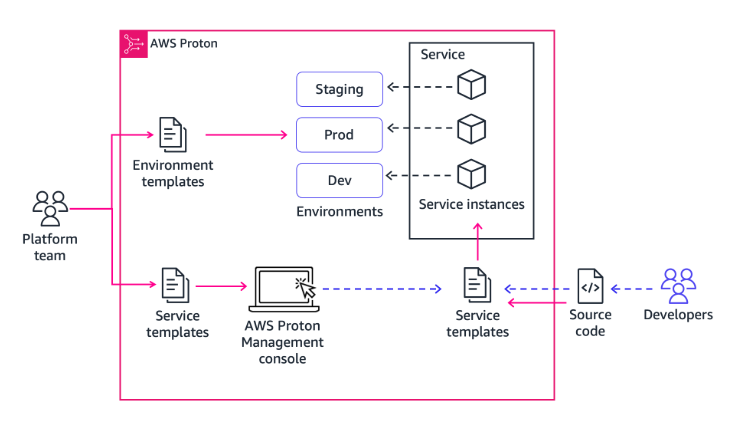 AWS Proton
Service
Staging
Prod
Dev
Environments
Service instances
Environment
templates
Platform
team
Service
templates
AWS Proton
Management
console
Service
templates
</>
Source
code
Developers